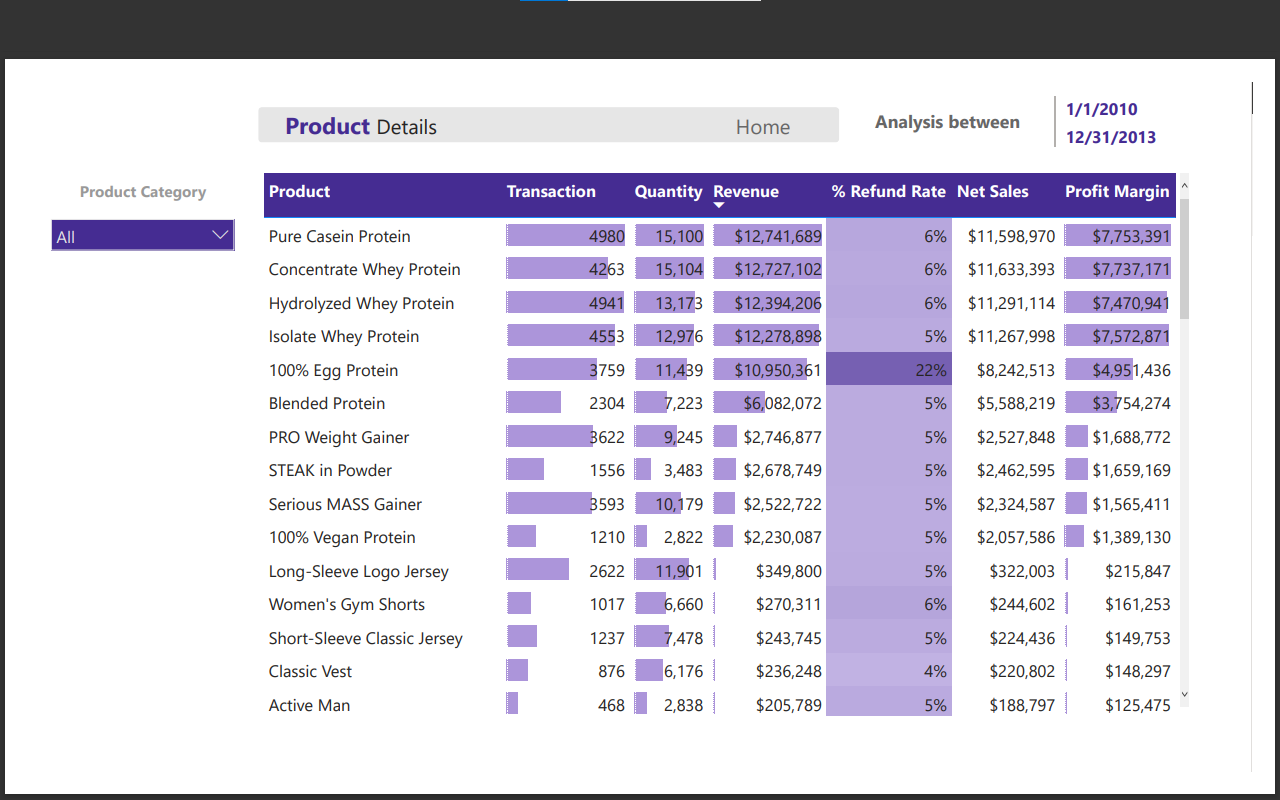 Product Details Home
Analysis between
1/1/2010
12/31/2013
Product Category
All
Product Transaction Quantity Revenue % Refund Rate Net Sales Profit Margin
Pure Casein Protein 4980 15,100 $12,741,689 6% $11,598,970 $7,753,391
Concentrate Whey Protein 4263 15,104 $12,727,102 6% $11,633,393 $7,737,171
Hydrolyzed Whey Protein 4941 13,173 $12,394,206 6% $11,291,114 $7,470,941
Isolate Whey Protein 4553 12,976 $12,278,898 5% $11,267,998 $7,572,871
100% Egg Protein 3759 11,439 $10,950,361 22% $8,242,513 $4,951,436
Blended Protein 2304 7,223 $6,082,072 5% $5,588,219 $3,754,274
PRO Weight Gainer 3622 9,245 $2,746,877 5% $2,527,848 $1,688,772
STEAK in Powder 1556 3,483 $2,678,749 5% $2,462,595 $1,659,169
Serious MASS Gainer 3593 10,179 $2,522,722 5% $2,324,587 $1,565,411
100% Vegan Protein 1210 2,822 $2,230,087 5% $2,057,586 $1,389,130
Long-Sleeve Logo Jersey 2622 11,901 $349,800 5% $322,003 $215,847
Women's Gym Shorts 1017 6,660 $270,311 6% $244,602 $161,253
Short-Sleeve Classic Jersey 1237 7,478 $243,745 5% $224,436 $149,753
Classic Vest 876 6,176 $236,248 4% $220,802 $148,297
Active Man 468 2,838 $205,789 5% $188,797 $125,475